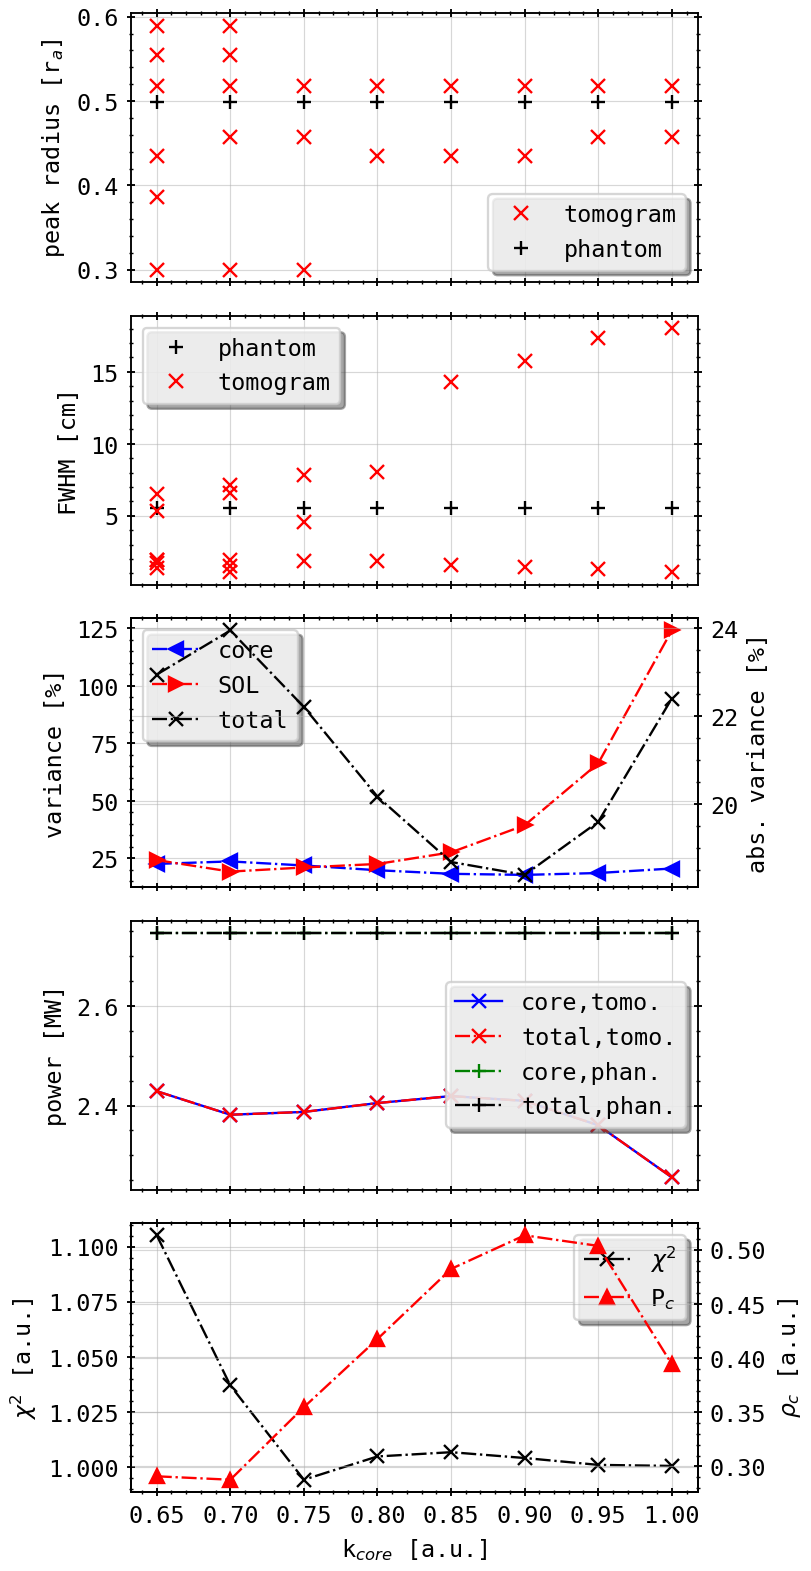 peak radius [r_a]
0.6
0.5
0.4
0.3
tomogram
phantom
FWHM [cm]
15
10
5
phantom
tomogram
variance [%]
125
100
75
50
25
core
SOL
total
24
22
20
abs. variance [%]
power [MW]
2.6
2.4
core,tomo.
total,tomo.
core,phan.
total,phan.
χ² [a.u.]
1.100
1.075
1.050
1.025
1.000
χ²
P_c
0.50
0.45
0.40
0.35
0.30
ρ_c [a.u.]
0.65 0.70 0.75 0.80 0.85 0.90 0.95 1.00
k_core [a.u.]